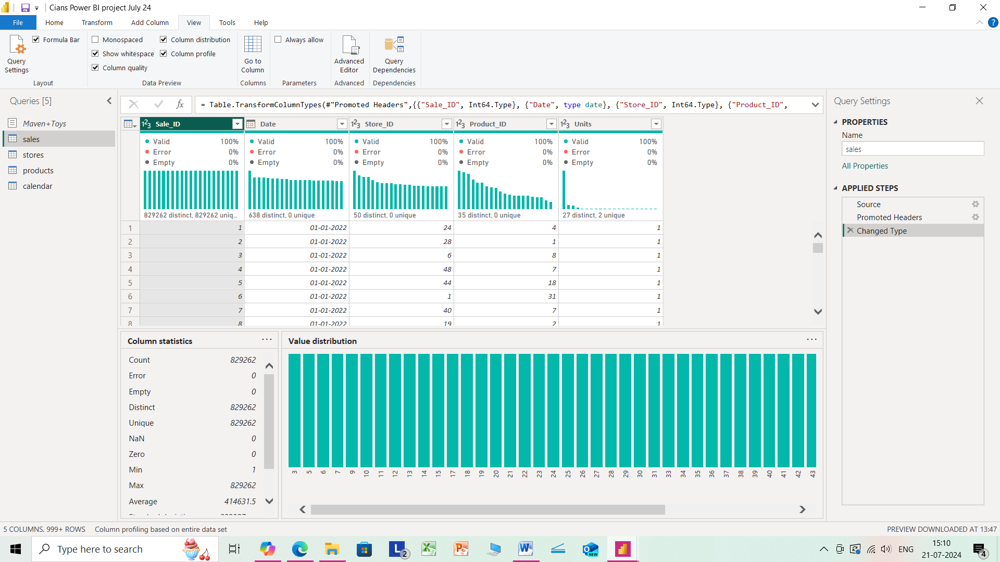 Cians Power BI project July 24
File Home Transform Add Column View Tools Help
Query Settings
Formula Bar
Layout
Monospaced
Show whitespace
Column quality
Column distribution
Column profile
Data Preview
Go to Column
Columns
Always allow
Parameters
Advanced Editor
Advanced
Query Dependencies
Dependencies
Queries [5]
Maven+Toys
sales
stores
products
calendar
fx
= Table.TransformColumnTypes(#"Promoted Headers",{{"Sale_ID", Int64.Type}, {"Date", type date}, {"Store_ID", Int64.Type}, {"Product_ID",
Sale_ID Date Store_ID Product_ID Units
Valid 100% Valid 100% Valid 100% Valid 100% Valid 100%
Error 0% Error 0% Error 0% Error 0% Error 0%
Empty 0% Empty 0% Empty 0% Empty 0% Empty 0%
829262 distinct, 829262 uniq... 638 distinct, 0 unique 50 distinct, 0 unique 35 distinct, 0 unique 27 distinct, 2 unique
1 1 01-01-2022 24 4 1
2 2 01-01-2022 28 1 1
3 3 01-01-2022 6 8 1
4 4 01-01-2022 48 7 1
5 5 01-01-2022 44 18 1
6 6 01-01-2022 1 31 1
7 7 01-01-2022 40 7 1
8 8 01-01-2022 19 2 1
Column statistics
Count 829262
Error 0
Empty 0
Distinct 829262
Unique 829262
NaN 0
Zero 0
Min 1
Max 829262
Average 414631.5
Value distribution
3 5 6 7 9 10 11 12 13 14 15 17 18 19 20 21 22 23 24 25 26 27 28 29 30 31 33 34 35 36 37 38 39 40 41 42 43
Query Settings
PROPERTIES
Name
sales
All Properties
APPLIED STEPS
Source
Promoted Headers
Changed Type
5 COLUMNS, 999+ ROWS Column profiling based on entire data set PREVIEW DOWNLOADED AT 13:47
Type here to search
2
NEW
ENG
15:10
21-07-2024
4